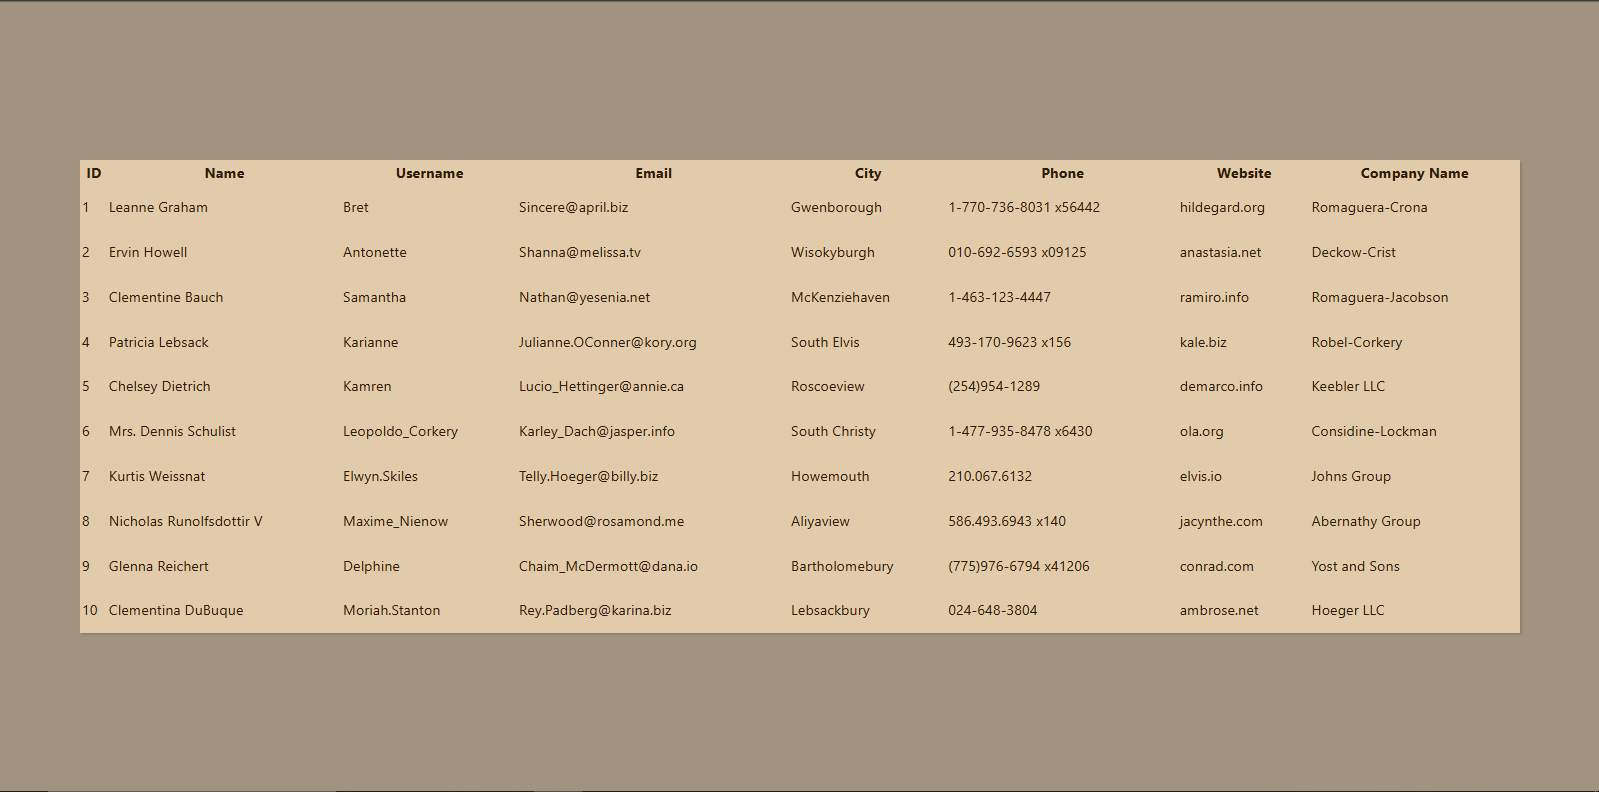 ID Name Username Email City Phone Website Company Name
1 Leanne Graham Bret Sincere@april.biz Gwenborough 1-770-736-8031 x56442 hildegard.org Romaguera-Crona
2 Ervin Howell Antonette Shanna@melissa.tv Wisokyburgh 010-692-6593 x09125 anastasia.net Deckow-Crist
3 Clementine Bauch Samantha Nathan@yesenia.net McKenziehaven 1-463-123-4447 ramiro.info Romaguera-Jacobson
4 Patricia Lebsack Karianne Julianne.OConner@kory.org South Elvis 493-170-9623 x156 kale.biz Robel-Corkery
5 Chelsey Dietrich Kamren Lucio_Hettinger@annie.ca Roscoeview (254)954-1289 demarco.info Keebler LLC
6 Mrs. Dennis Schulist Leopoldo_Corkery Karley_Dach@jasper.info South Christy 1-477-935-8478 x6430 ola.org Considine-Lockman
7 Kurtis Weissnat Elwyn.Skiles Telly.Hoeger@billy.biz Howemouth 210.067.6132 elvis.io Johns Group
8 Nicholas Runolfsdottir V Maxime_Nienow Sherwood@rosamond.me Aliyaview 586.493.6943 x140 jacynthe.com Abernathy Group
9 Glenna Reichert Delphine Chaim_McDermott@dana.io Bartholomebury (775)976-6794 x41206 conrad.com Yost and Sons
10 Clementina DuBuque Moriah.Stanton Rey.Padberg@karina.biz Lebsackbury 024-648-3804 ambrose.net Hoeger LLC